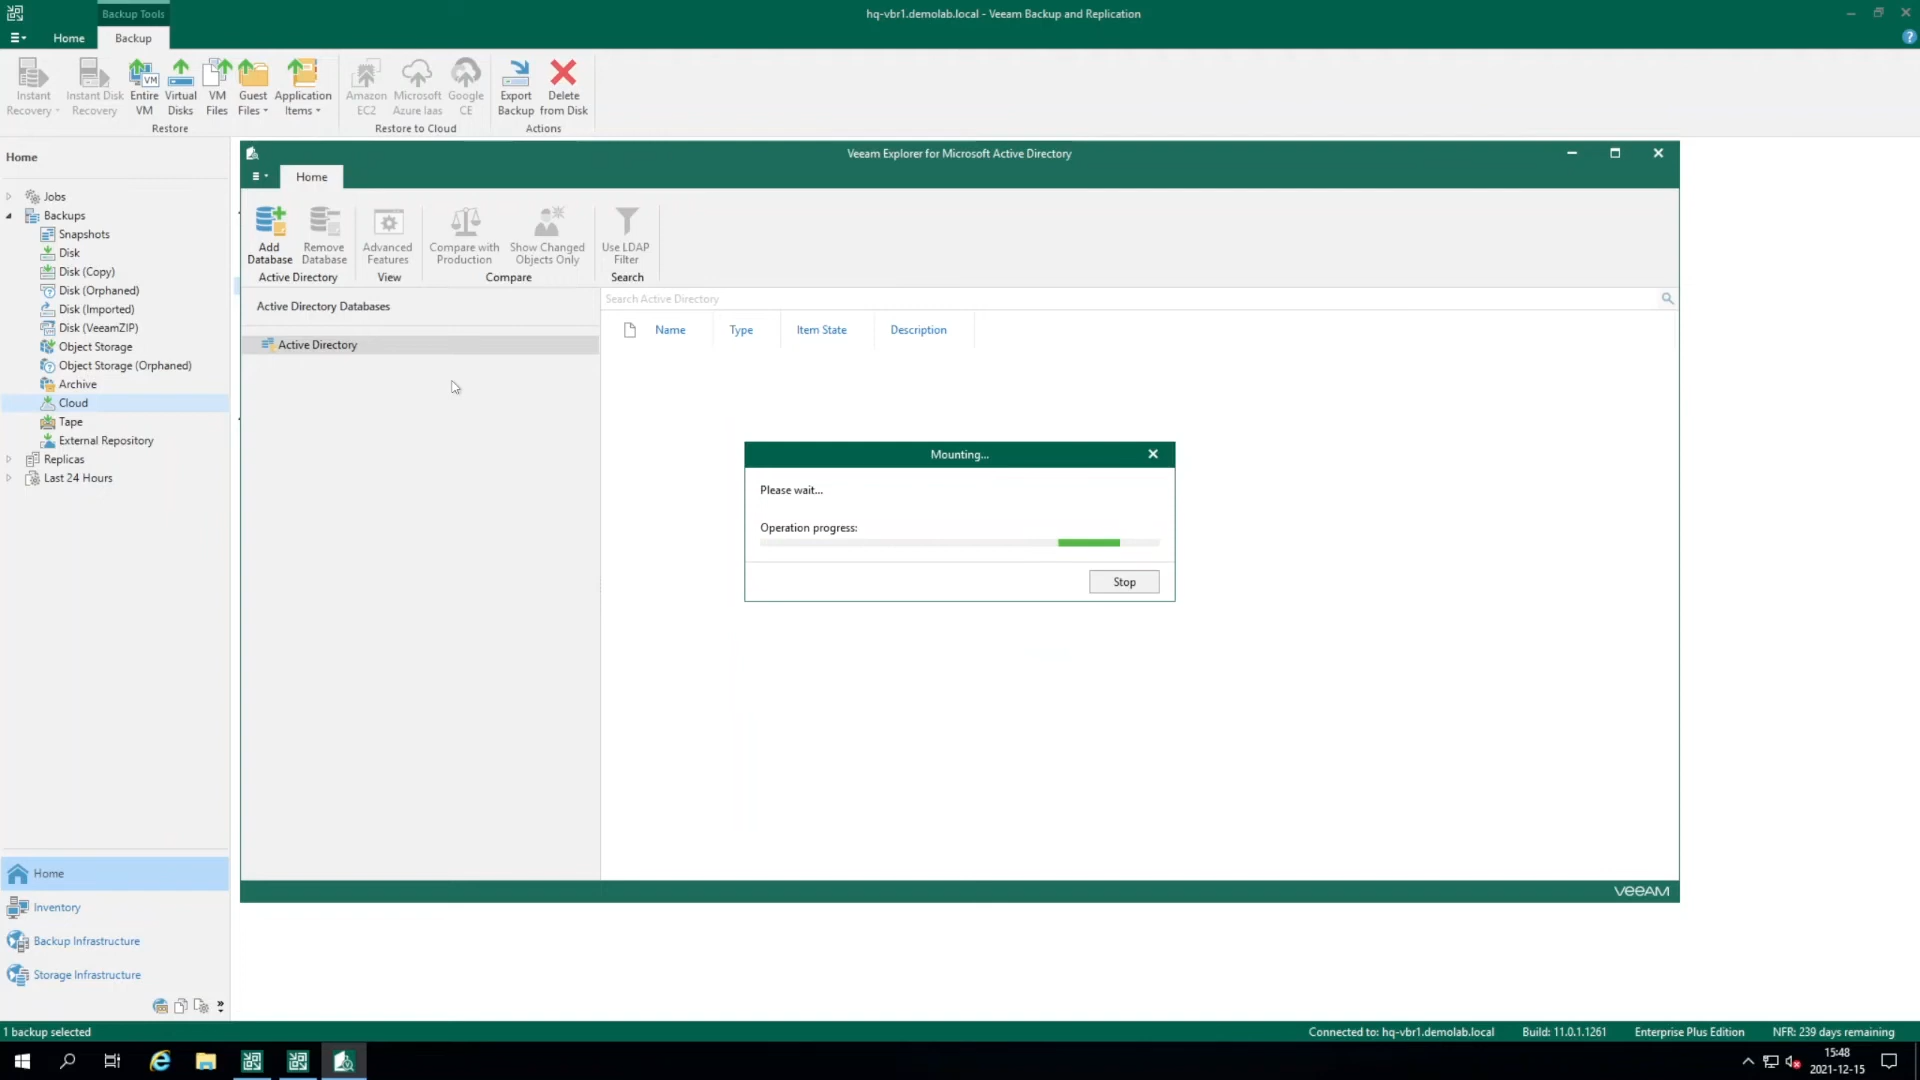 Backup Tools
hq-vbr1.demolab.local - Veeam Backup and Replication
Home
Backup
Instant Recovery
Instant Disk Recovery
Entire VM
Virtual Disks
VM Files
Guest Files
Application Items
Amazon EC2
Microsoft Azure Iaas
Google CE
Export Backup
Delete from Disk
Restore
Restore to Cloud
Actions
Home
Jobs
Backups
Snapshots
Disk
Disk (Copy)
Disk (Orphaned)
Disk (Imported)
Disk (VeeamZIP)
Object Storage
Object Storage (Orphaned)
Archive
Cloud
Tape
External Repository
Replicas
Last 24 Hours
Home
Inventory
Backup Infrastructure
Storage Infrastructure
Veeam Explorer for Microsoft Active Directory
Home
Add Database
Remove Database
Advanced Features
Compare with Production
Show Changed Objects Only
Use LDAP Filter
Active Directory
View
Compare
Search
Active Directory Databases
Search Active Directory
Active Directory
Name
Type
Item State
Description
Mounting...
Please wait...
Operation progress:
Stop
VEEAM
1 backup selected
Connected to: hq-vbr1.demolab.local
Build: 11.0.1.1261
Enterprise Plus Edition
NFR: 239 days remaining
15:48
2021-12-15